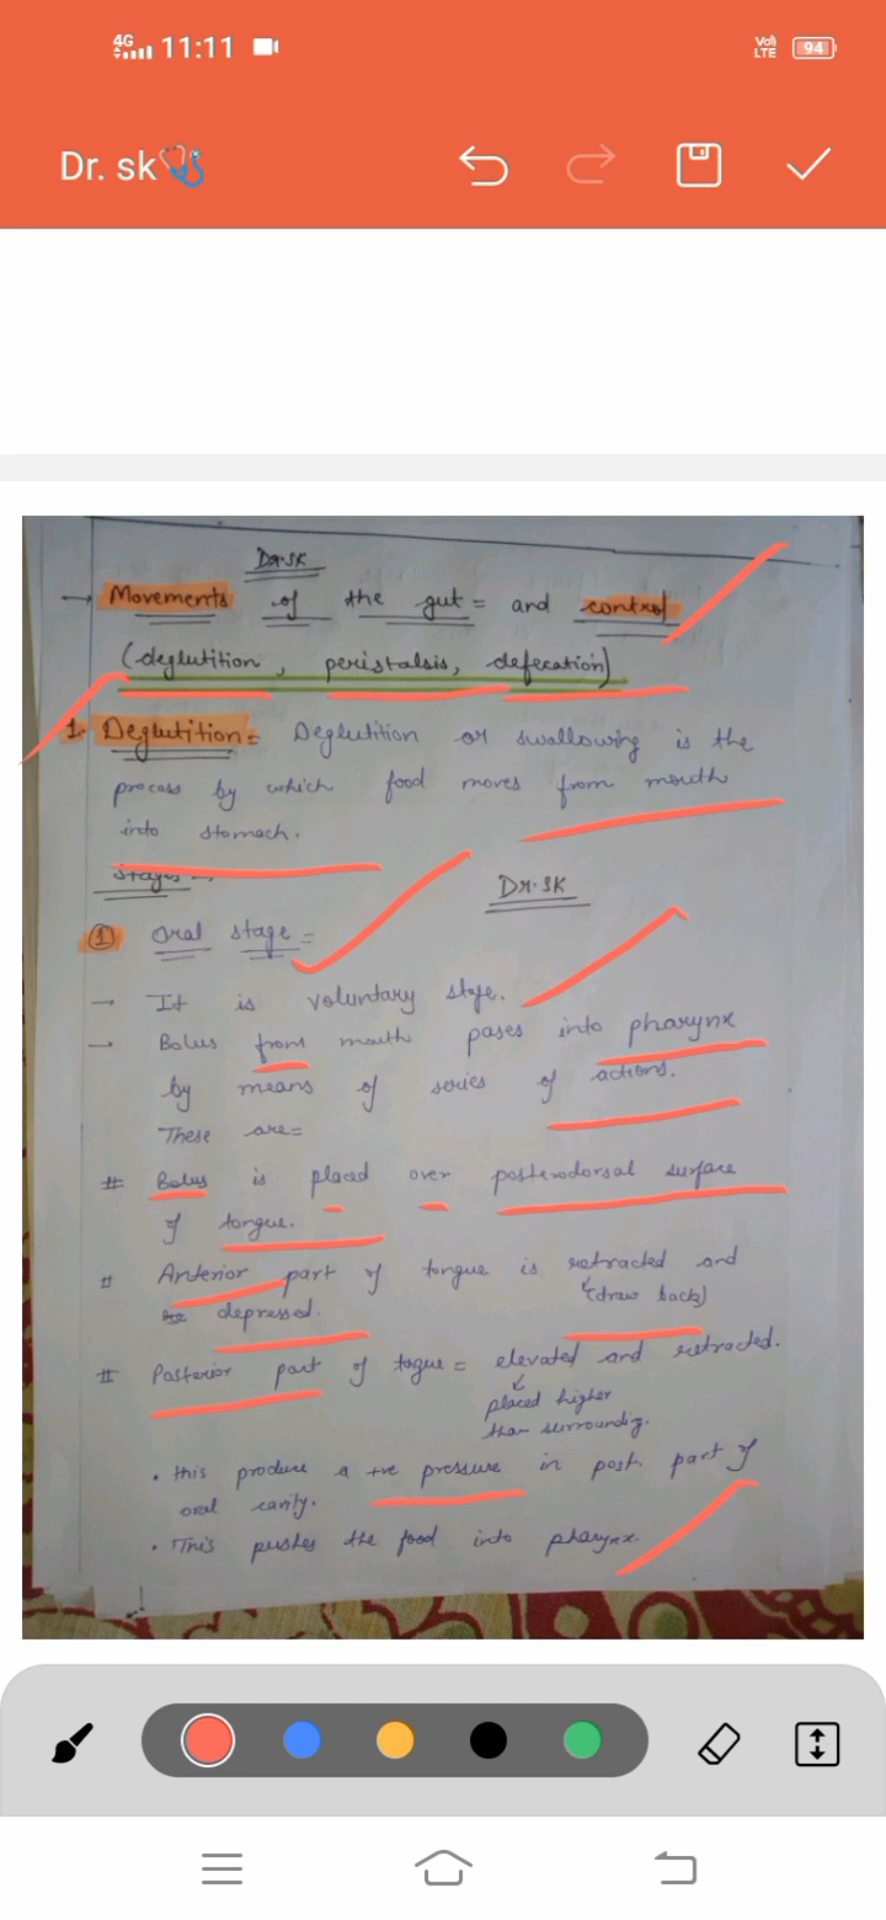 4G 11:11 VoD LTE 94
Dr. sk🩺
Dr.SK
→ Movements of the gut = and control
(deglutition, peristalsis, defecation)
1. Deglutition = Deglutition or swallowing is the
process by which food moves from mouth
into stomach.
Stages
Dr.SK
① Oral stage =
→ It is voluntary stage.
→ Bolus from mouth pases into pharynx
by means of series of actions.
These are =
# Bolus is placed over posterodorsal surface
of tongue.
# Anterior part of tongue is retracted and
(draw back)
depressed.
# Posterior part of togue = elevated and retracted.
placed higher
than surroundig.
• this produce a +ve pressure in post. part of
oral cavity.
• This pushes the food into pharynx.